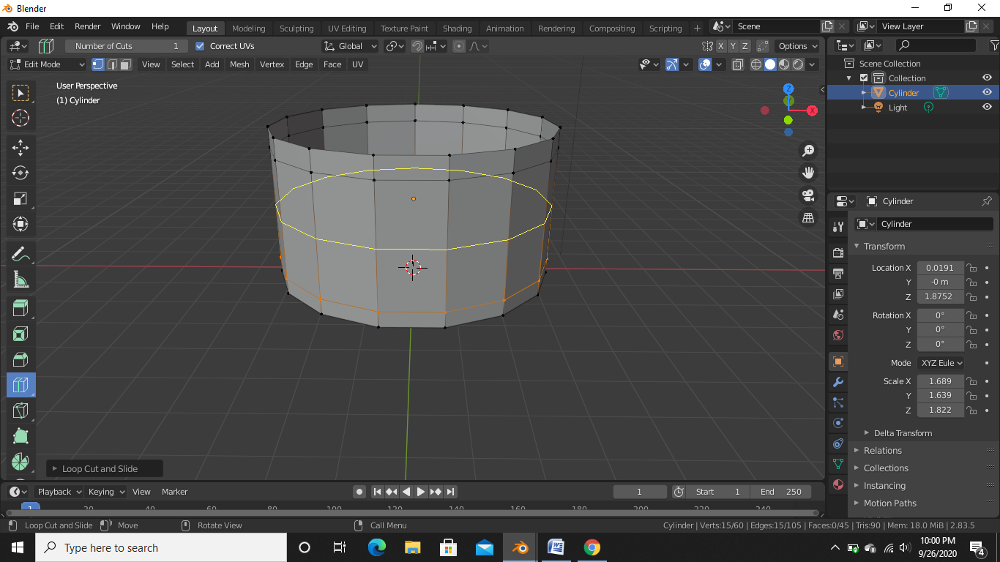 Blender
File Edit Render Window Help Layout Modeling Sculpting UV Editing Texture Paint Shading Animation Rendering Compositing Scripting + Scene View Layer
Number of Cuts 1 Correct UVs Global X Y Z Options
Edit Mode View Select Add Mesh Vertex Edge Face UV
User Perspective
(1) Cylinder
Z
X
Scene Collection
Collection
Cylinder
Light
Cylinder
Cylinder
Transform
Location X 0.0191
Y -0 m
Z 1.8752
Rotation X 0°
Y 0°
Z 0°
Mode XYZ Eule
Scale X 1.689
Y 1.639
Z 1.822
Delta Transform
Relations
Collections
Instancing
Motion Paths
Loop Cut and Slide
Playback Keying View Marker 1 Start 1 End 250
1 20 40 60 80 100 120 140 160 180 200 220 240
Loop Cut and Slide Move Rotate View Call Menu Cylinder | Verts:15/60 | Edges:15/105 | Faces:0/45 | Tris:90 | Mem: 18.0 MiB | 2.83.5
Type here to search
W
10:00 PM
9/26/2020
4